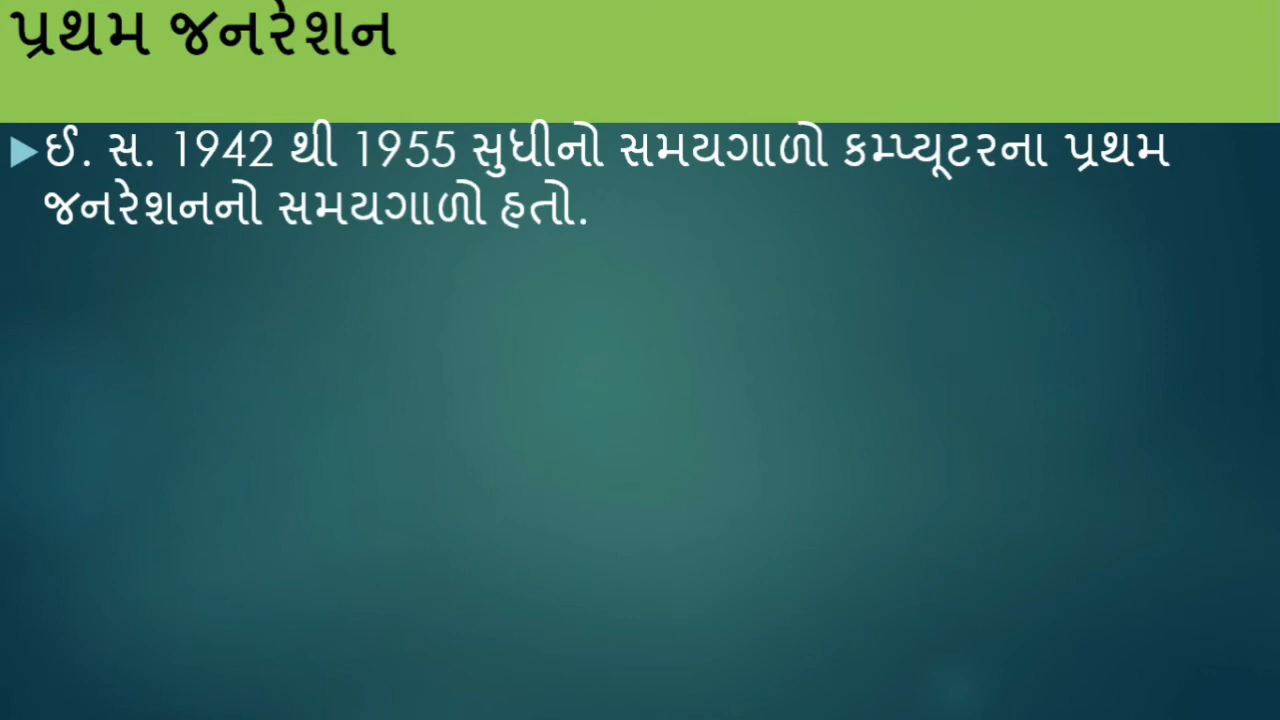 પ્રથમ જનરેશન
ઈ. સ. 1942 થી 1955 સુધીનો સમયગાળો કમ્પ્યૂટરના પ્રથમ
જનરેશનનો સમયગાળો હતો.